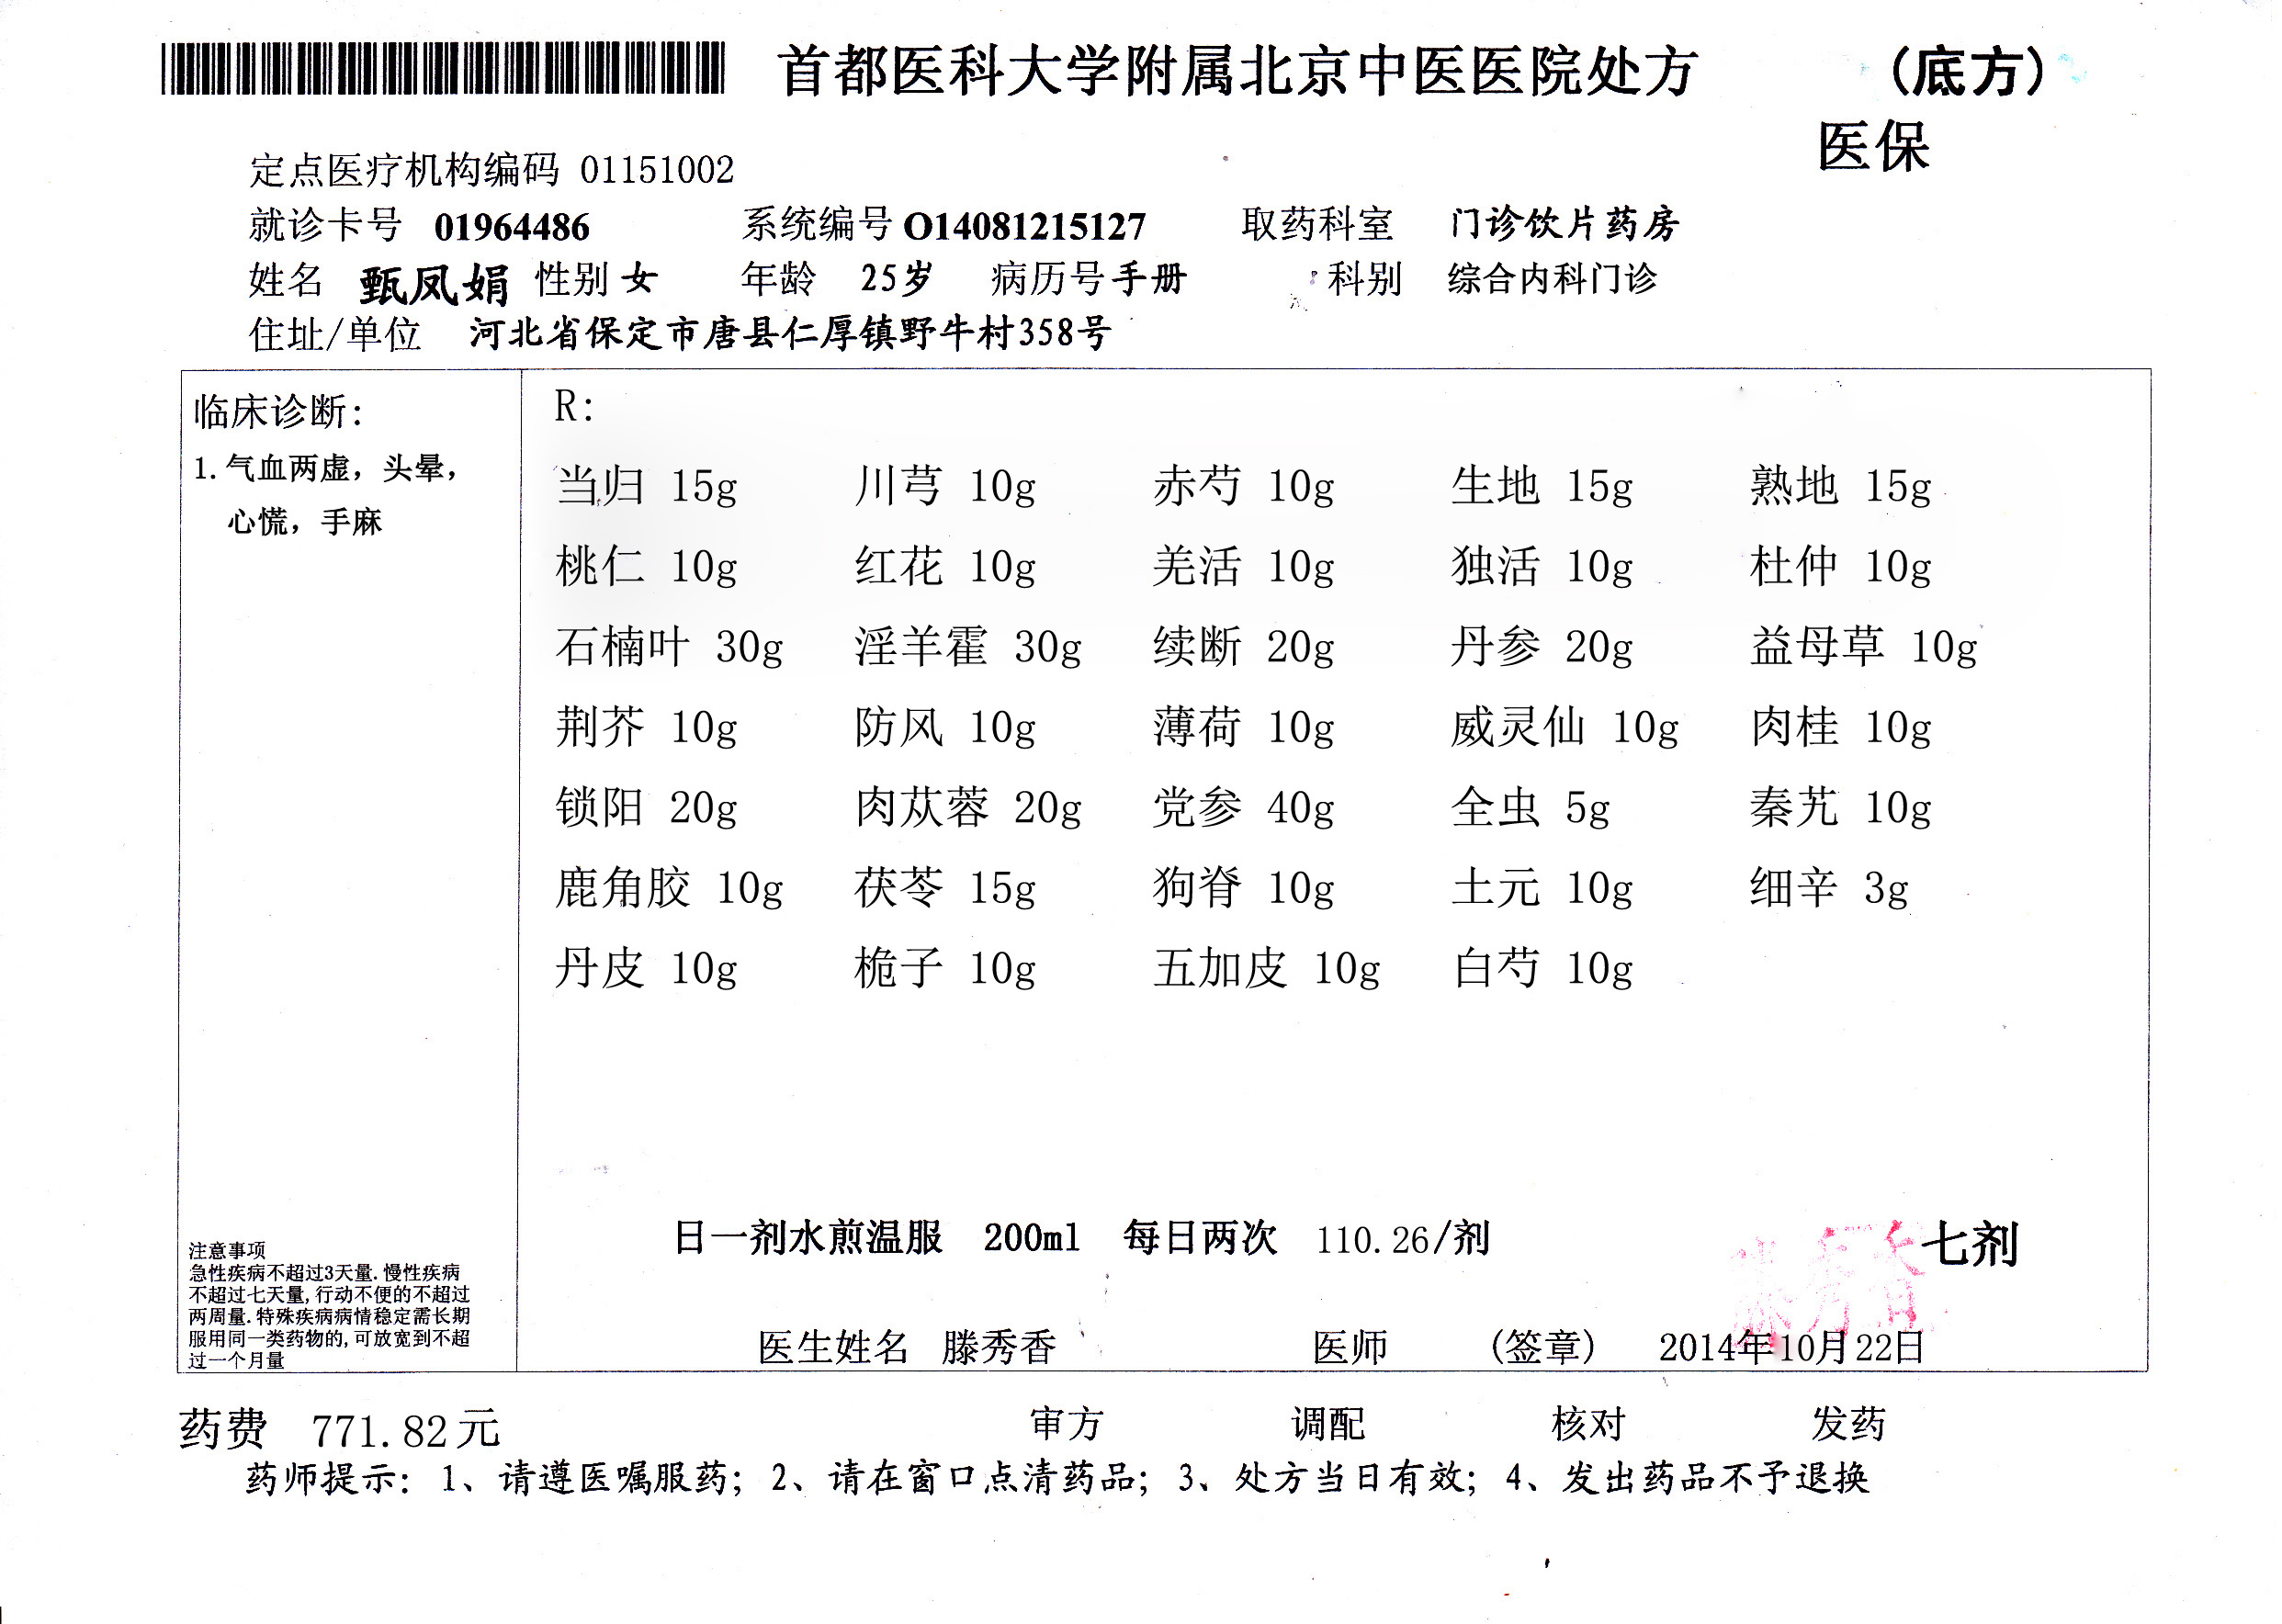 首都医科大学附属北京中医医院处方 （底方）
医保
定点医疗机构编码 01151002
就诊卡号 01964486 系统编号 O14081215127 取药科室 门诊饮片药房
姓名 甄凤娟 性别 女 年龄 25岁 病历号 手册 科别 综合内科门诊
住址/单位 河北省保定市唐县仁厚镇野牛村358号
临床诊断:
1. 气血两虚，头晕，
心慌，手麻
R:
当归 15g 川芎 10g 赤芍 10g 生地 15g 熟地 15g
桃仁 10g 红花 10g 羌活 10g 独活 10g 杜仲 10g
石楠叶 30g 淫羊霍 30g 续断 20g 丹参 20g 益母草 10g
荆芥 10g 防风 10g 薄荷 10g 威灵仙 10g 肉桂 10g
锁阳 20g 肉苁蓉 20g 党参 40g 全虫 5g 秦艽 10g
鹿角胶 10g 茯苓 15g 狗脊 10g 土元 10g 细辛 3g
丹皮 10g 桅子 10g 五加皮 10g 白芍 10g
日一剂水煎温服 200ml 每日两次 110.26/剂 七剂
注意事项
急性疾病不超过3天量. 慢性疾病
不超过七天量, 行动不便的不超过
两周量. 特殊疾病病情稳定需长期
服用同一类药物的, 可放宽到不超
过一个月量
滕秀香
医生姓名 滕秀香 医师 （签章） 2014年10月22日
药费 771.82元 审方 调配 核对 发药
药师提示: 1、请遵医嘱服药; 2、请在窗口点清药品; 3、处方当日有效; 4、发出药品不予退换